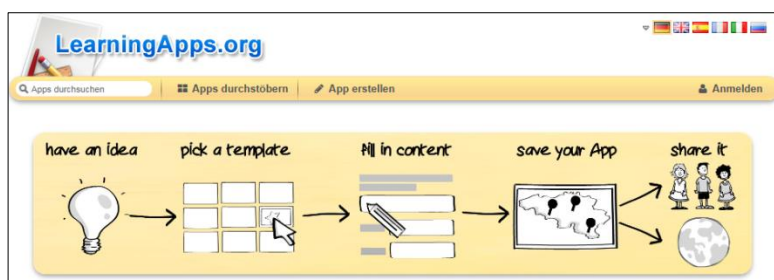 LearningApps.org
Apps durchsuchen
Apps durchstöbern
App erstellen
Anmelden
have an idea
pick a template
fill in content
save your App
share it